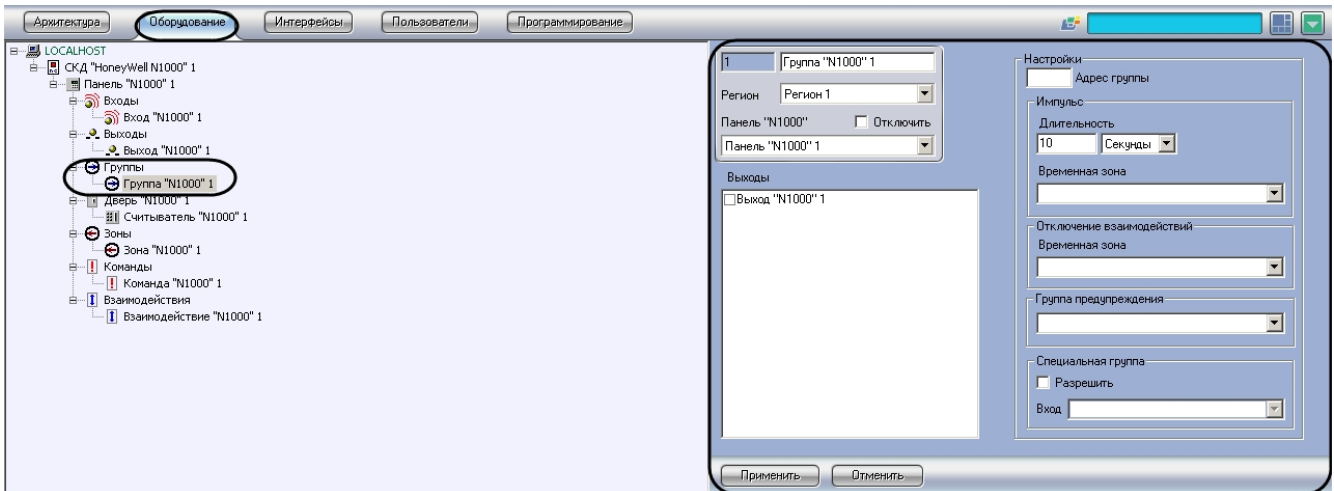 Архитектура
Оборудование
Интерфейсы
Пользователи
Программирование
LOCALHOST
СКД "HoneyWell N1000" 1
Панель "N1000" 1
Входы
Вход "N1000" 1
Выходы
Выход "N1000" 1
Группы
Группа "N1000" 1
Дверь "N1000" 1
Считыватель "N1000" 1
Зоны
Зона "N1000" 1
Команды
Команда "N1000" 1
Взаимодействия
Взаимодействие "N1000" 1
1
Группа "N1000" 1
Регион
Регион 1
Панель "N1000"
Отключить
Панель "N1000" 1
Выходы
Выход "N1000" 1
Настройки
Адрес группы
Импульс
Длительность
10
Секунды
Временная зона
Отключение взаимодействий
Временная зона
Группа предупреждения
Специальная группа
Разрешить
Вход
Применить
Отменить